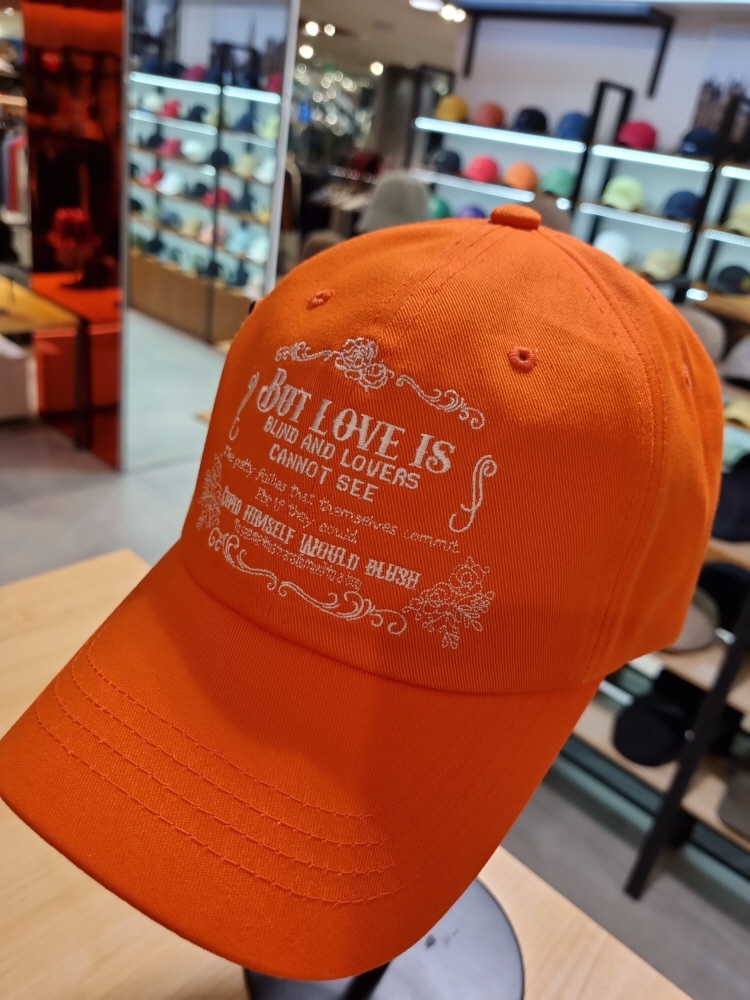 BUT LOVE IS
BLIND AND LOVERS
CANNOT SEE
The petty follies that themselves commit
For if they could
CUPID HIMSELF WOULD BLUSH